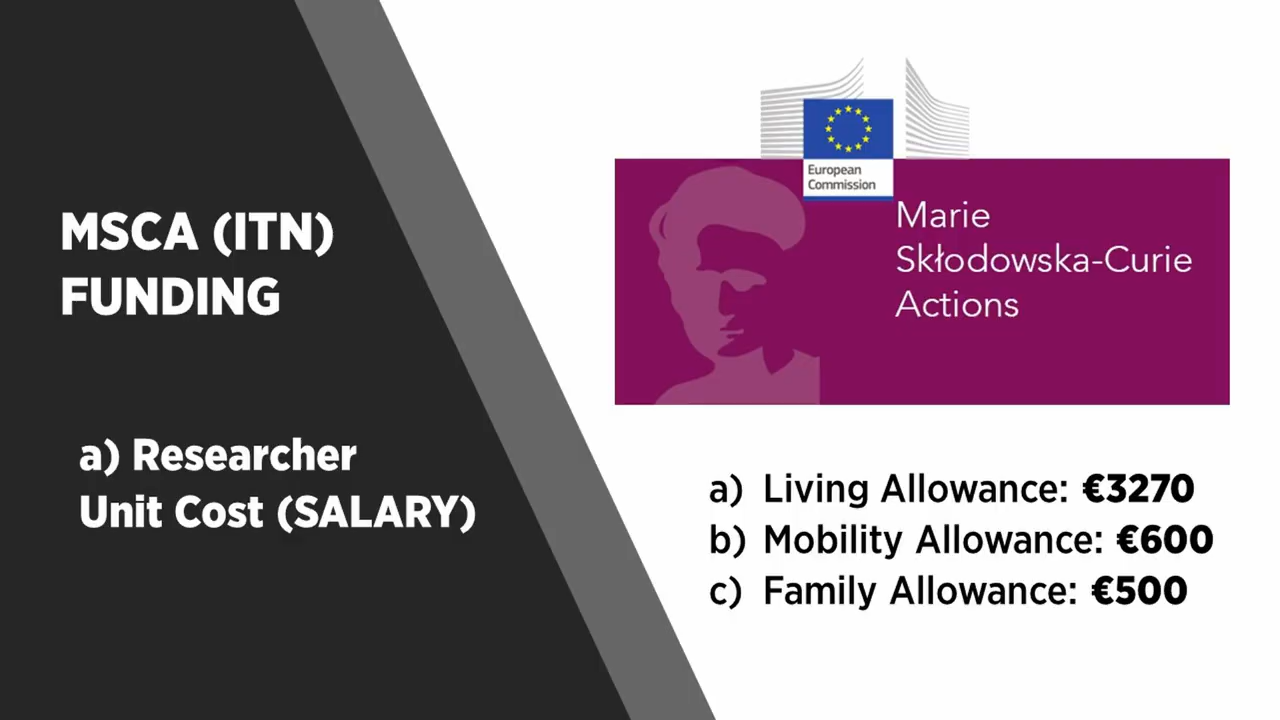 MSCA (ITN)
FUNDING
a) Researcher
Unit Cost (SALARY)
European
Commission
Marie
Skłodowska-Curie
Actions
a) Living Allowance: €3270
b) Mobility Allowance: €600
c) Family Allowance: €500